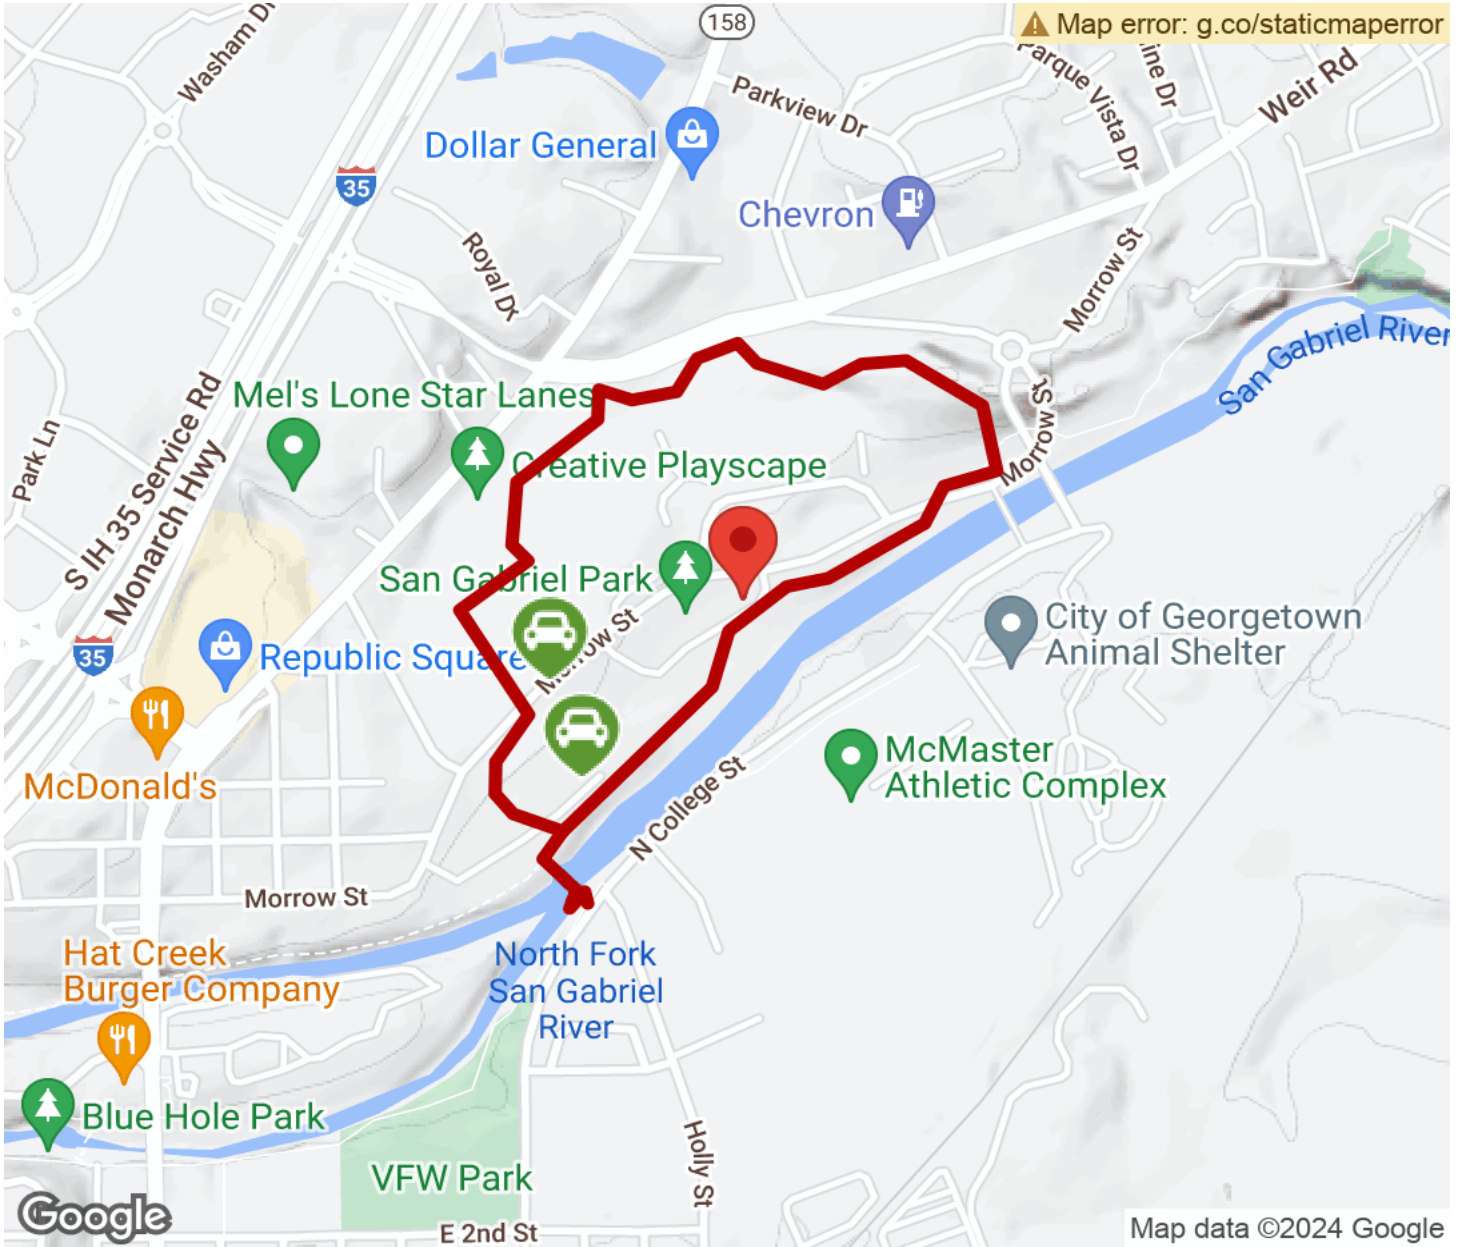 158
Map error: g.co/staticmaperror
Washam Dr
Parque Vista Dr
ine Dr
Weir Rd
Parkview Dr
Dollar General
35
Chevron
Royal Dr
Morrow St
San Gabriel River
S IH 35 Service Rd
Mel's Lone Star Lanes
Morrow St
Park Ln
Monarch Hwy
Creative Playscape
San Gabriel Park
Morrow St
City of Georgetown
Animal Shelter
35
Republic Square
McDonald's
McMaster
Athletic Complex
N College St
Morrow St
Hat Creek
Burger Company
North Fork
San Gabriel
River
Blue Hole Park
VFW Park
Holly St
Google
E 2nd St
Map data ©2024 Google